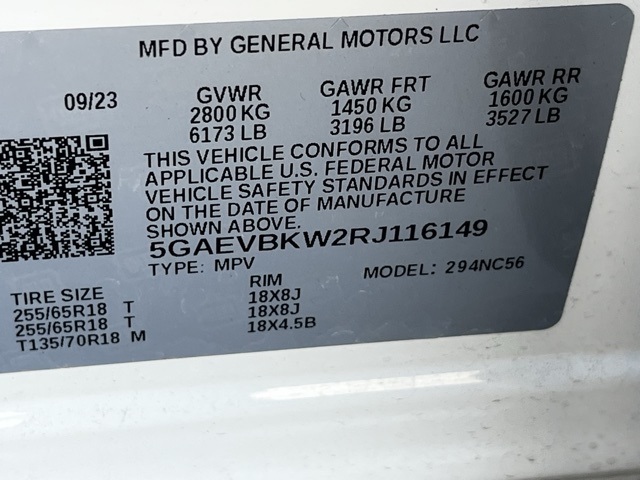 MFD BY GENERAL MOTORS LLC
09/23 GVWR GAWR FRT GAWR RR
2800 KG 1450 KG 1600 KG
6173 LB 3196 LB 3527 LB
THIS VEHICLE CONFORMS TO ALL
APPLICABLE U.S. FEDERAL MOTOR
VEHICLE SAFETY STANDARDS IN EFFECT
ON THE DATE OF MANUFACTURE
SHOWN ABOVE.
5GAEVBKW2RJ116149
TYPE: MPV MODEL: 294NC56
TIRE SIZE RIM
255/65R18 T 18X8J
255/65R18 T 18X8J
T135/70R18 M 18X4.5B